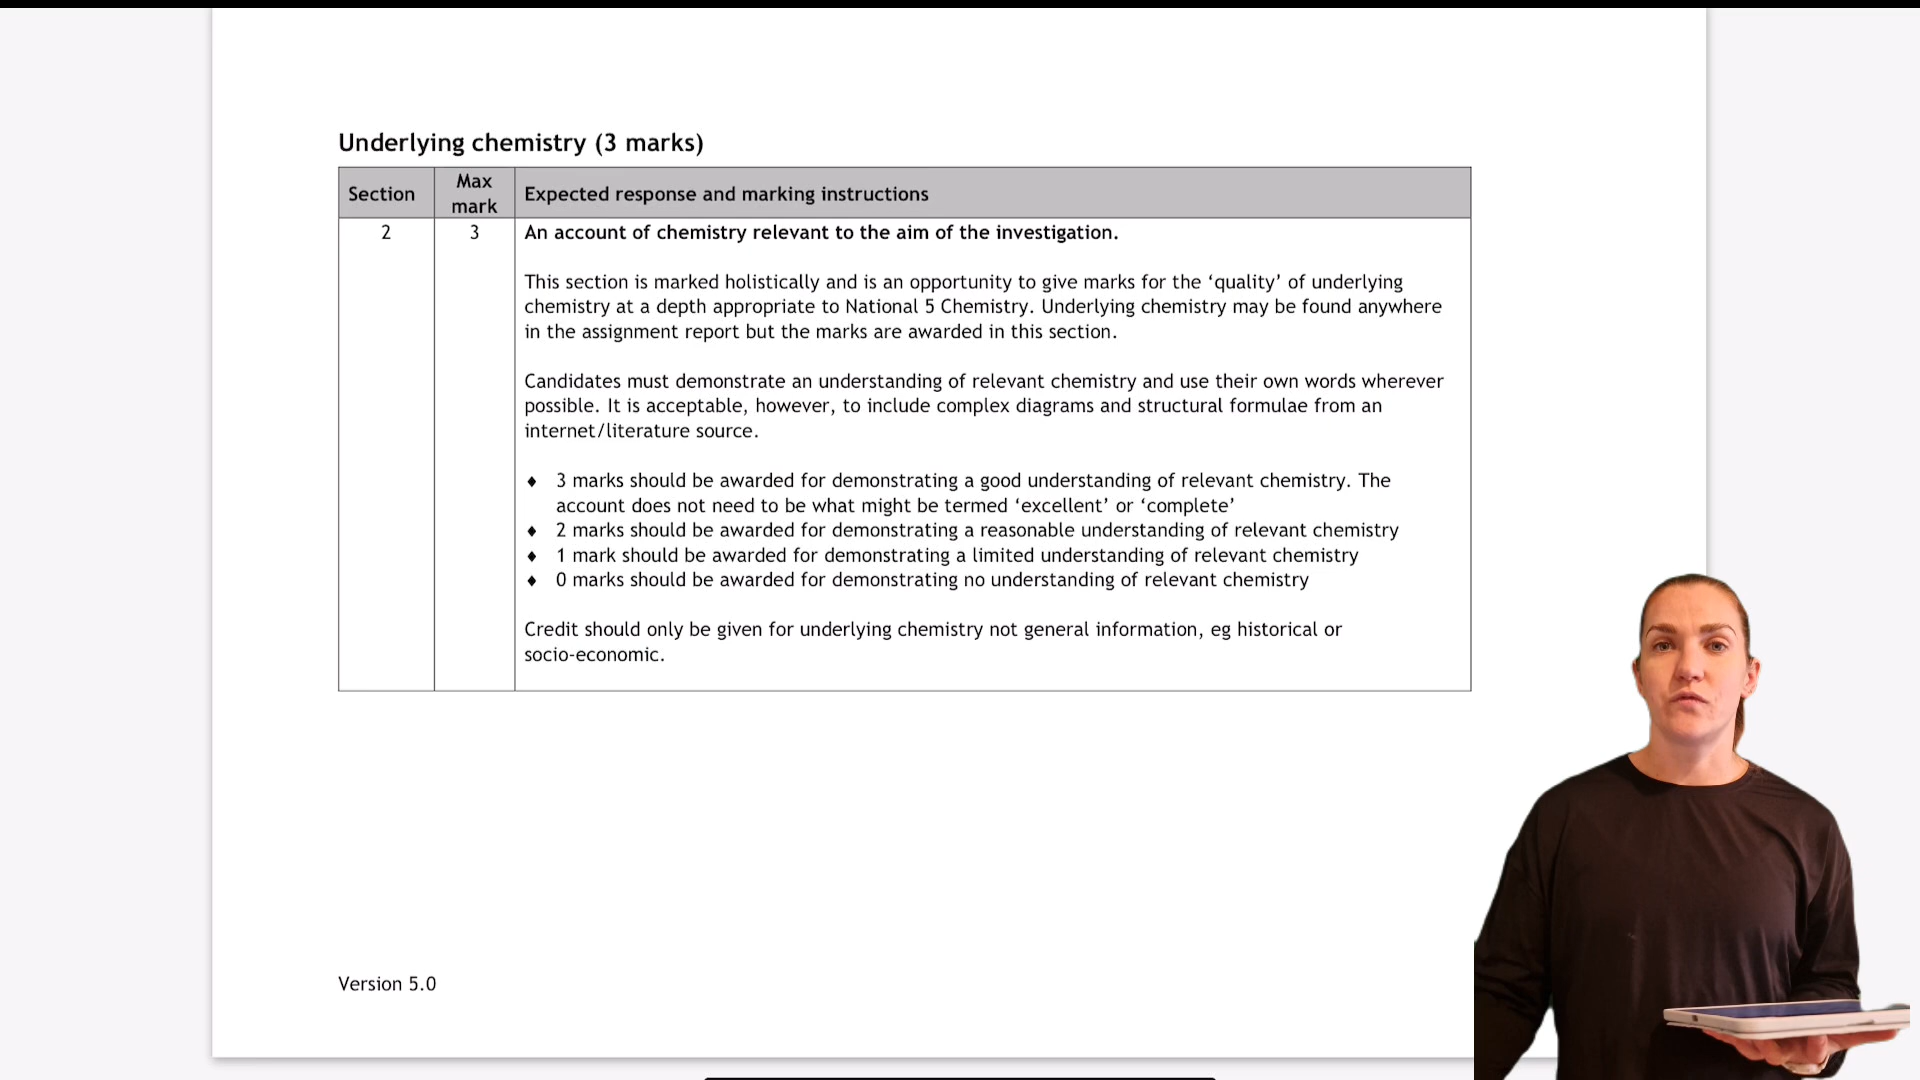 Underlying chemistry (3 marks)
Section
Max
mark
Expected response and marking instructions
2
3
An account of chemistry relevant to the aim of the investigation.
This section is marked holistically and is an opportunity to give marks for the ‘quality’ of underlying
chemistry at a depth appropriate to National 5 Chemistry. Underlying chemistry may be found anywhere
in the assignment report but the marks are awarded in this section.
Candidates must demonstrate an understanding of relevant chemistry and use their own words wherever
possible. It is acceptable, however, to include complex diagrams and structural formulae from an
internet/literature source.
♦ 3 marks should be awarded for demonstrating a good understanding of relevant chemistry. The
account does not need to be what might be termed ‘excellent’ or ‘complete’
♦ 2 marks should be awarded for demonstrating a reasonable understanding of relevant chemistry
♦ 1 mark should be awarded for demonstrating a limited understanding of relevant chemistry
♦ 0 marks should be awarded for demonstrating no understanding of relevant chemistry
Credit should only be given for underlying chemistry not general information, eg historical or
socio-economic.
Version 5.0